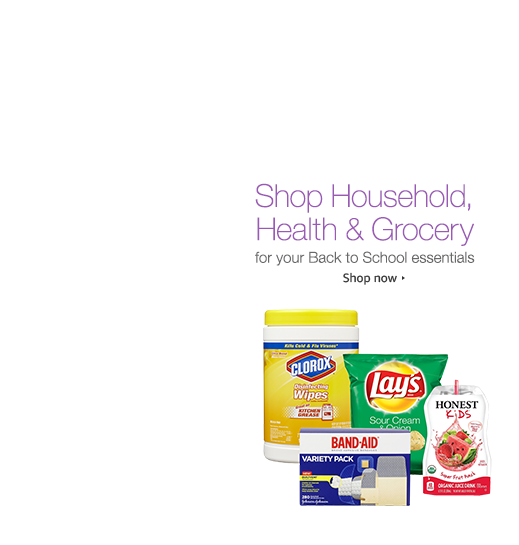 Shop Household,
Health & Grocery
for your Back to School essentials
Shop now
Kills Cold & Flu Viruses*
CLOROX
Disinfecting
Wipes
KITCHEN
GREASE
Lay's
Sour Cream
& Onion
HONEST
KiDS
Super Fruit Punch
ORGANIC JUICE DRINK
BAND-AID
VARIETY PACK
280
Johnson & Johnson